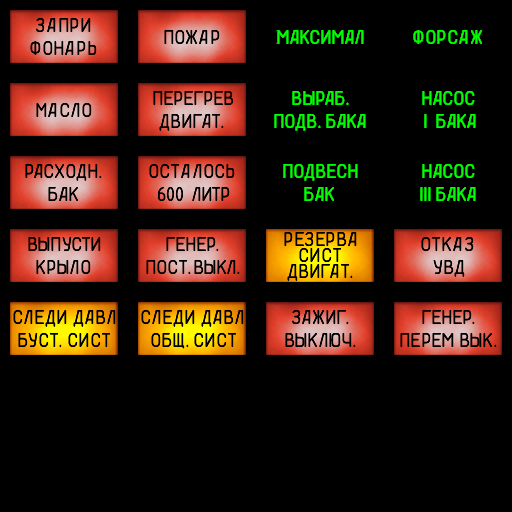 ЗАПРИ
ФОНАРЬ
ПОЖАР
МАКСИМАЛ
ФОРСАЖ
МАСЛО
ПЕРЕГРЕВ
ДВИГАТ.
ВЫРАБ.
ПОДВ. БАКА
НАСОС
I БАКА
РАСХОДН.
БАК
ОСТАЛОСЬ
600 ЛИТР
ПОДВЕСН
БАК
НАСОС
III БАКА
ВЫПУСТИ
КРЫЛО
ГЕНЕР.
ПОСТ.ВЫКЛ.
РЕЗЕРВА
СИСТ
ДВИГАТ.
ОТКАЗ
УВД
СЛЕДИ ДАВЛ
БУСТ. СИСТ
СЛЕДИ ДАВЛ
ОБЩ. СИСТ
ЗАЖИГ.
ВЫКЛЮЧ.
ГЕНЕР.
ПЕРЕМ ВЫК.